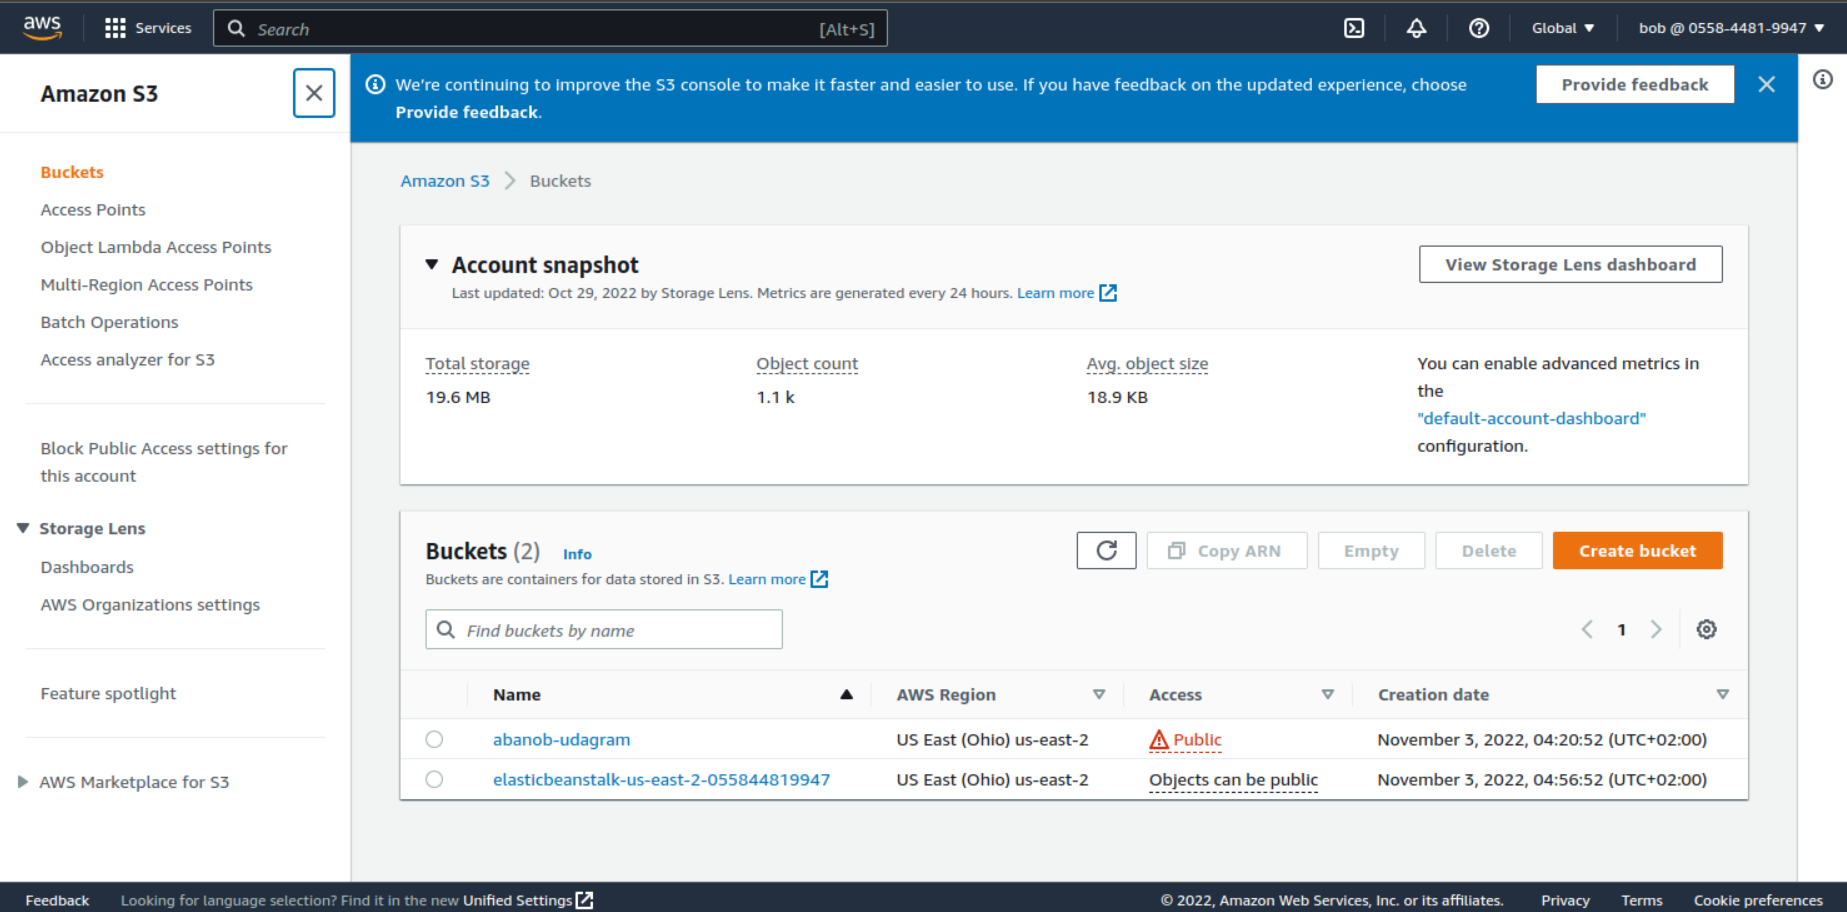 aws Services Search [Alt+S] Global bob @ 0558-4481-9947
Amazon S3
Buckets
Access Points
Object Lambda Access Points
Multi-Region Access Points
Batch Operations
Access analyzer for S3
Block Public Access settings for
this account
Storage Lens
Dashboards
AWS Organizations settings
Feature spotlight
AWS Marketplace for S3
We're continuing to improve the S3 console to make it faster and easier to use. If you have feedback on the updated experience, choose
Provide feedback.
Provide feedback
Amazon S3 Buckets
Account snapshot
View Storage Lens dashboard
Last updated: Oct 29, 2022 by Storage Lens. Metrics are generated every 24 hours. Learn more
Total storage
19.6 MB
Object count
1.1 k
Avg. object size
18.9 KB
You can enable advanced metrics in
the
"default-account-dashboard"
configuration.
Buckets (2) Info
Buckets are containers for data stored in S3. Learn more
Copy ARN Empty Delete Create bucket
Find buckets by name
1
Name AWS Region Access Creation date
abanob-udagram US East (Ohio) us-east-2 Public November 3, 2022, 04:20:52 (UTC+02:00)
elasticbeanstalk-us-east-2-055844819947 US East (Ohio) us-east-2 Objects can be public November 3, 2022, 04:56:52 (UTC+02:00)
Feedback Looking for language selection? Find it in the new Unified Settings © 2022, Amazon Web Services, Inc. or its affiliates. Privacy Terms Cookie preferences